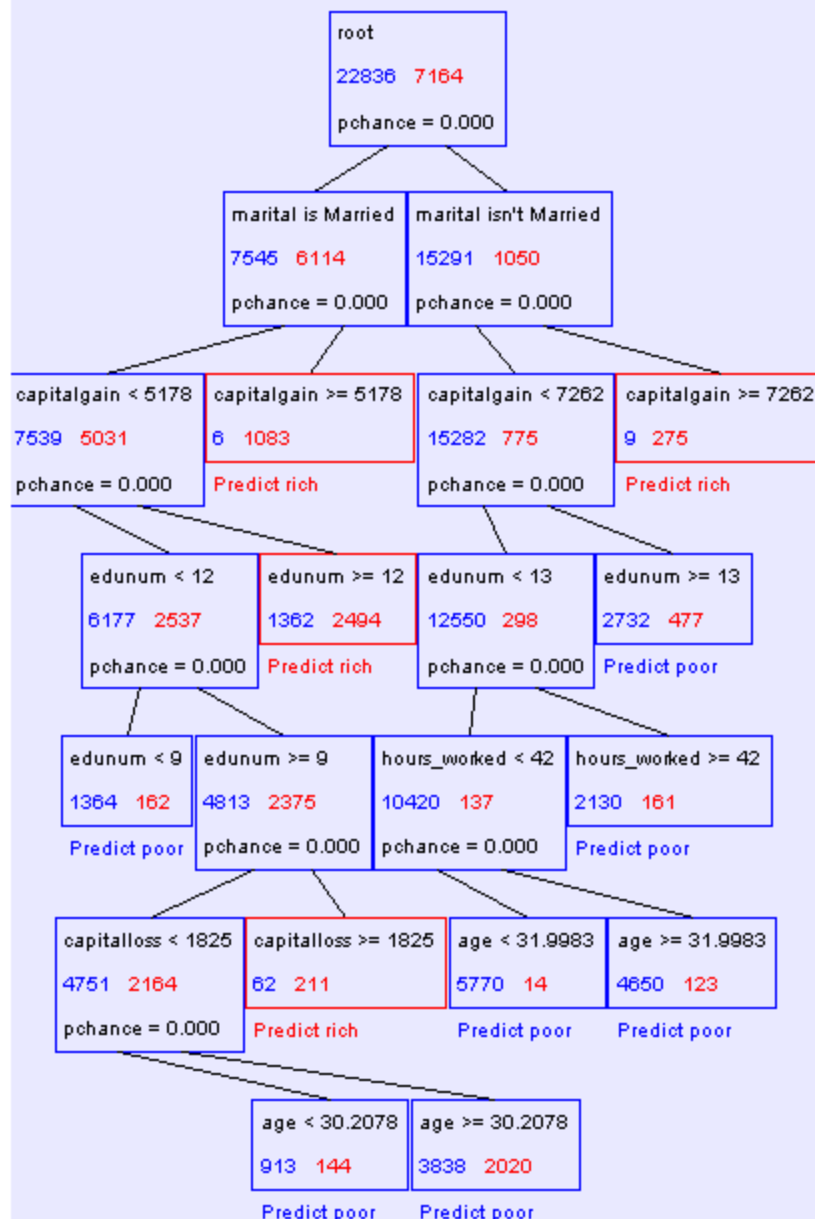 root
22836 7164
pchance = 0.000
marital is Married
7545 6114
pchance = 0.000
marital isn't Married
15291 1050
pchance = 0.000
capitalgain < 5178
7539 5031
pchance = 0.000
capitalgain >= 5178
6 1083
Predict rich
capitalgain < 7262
15282 775
pchance = 0.000
capitalgain >= 7262
9 275
Predict rich
edunum < 12
6177 2537
pchance = 0.000
edunum >= 12
1362 2494
Predict rich
edunum < 13
12550 298
pchance = 0.000
edunum >= 13
2732 477
Predict poor
edunum < 9
1364 162
Predict poor
edunum >= 9
4813 2375
pchance = 0.000
hours_worked < 42
10420 137
pchance = 0.000
hours_worked >= 42
2130 161
Predict poor
capitalloss < 1825
4751 2164
pchance = 0.000
capitalloss >= 1825
62 211
Predict rich
age < 31.9983
5770 14
Predict poor
age >= 31.9983
4650 123
Predict poor
age < 30.2078
913 144
Predict poor
age >= 30.2078
3838 2020
Predict poor